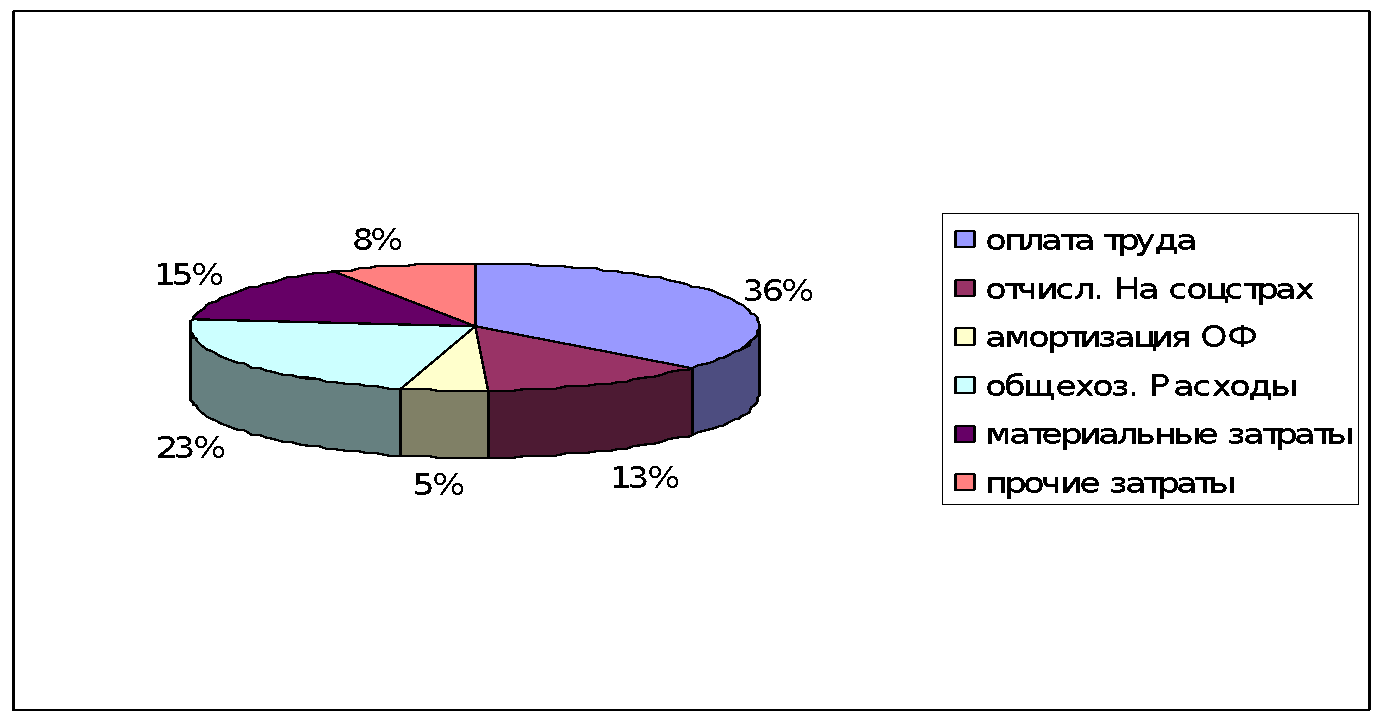 8%
15%
36%
23%
5%
13%
оплата труда
отчисл. На соцстрах
амортизация ОФ
общехоз. Расходы
материальные затраты
прочие затраты